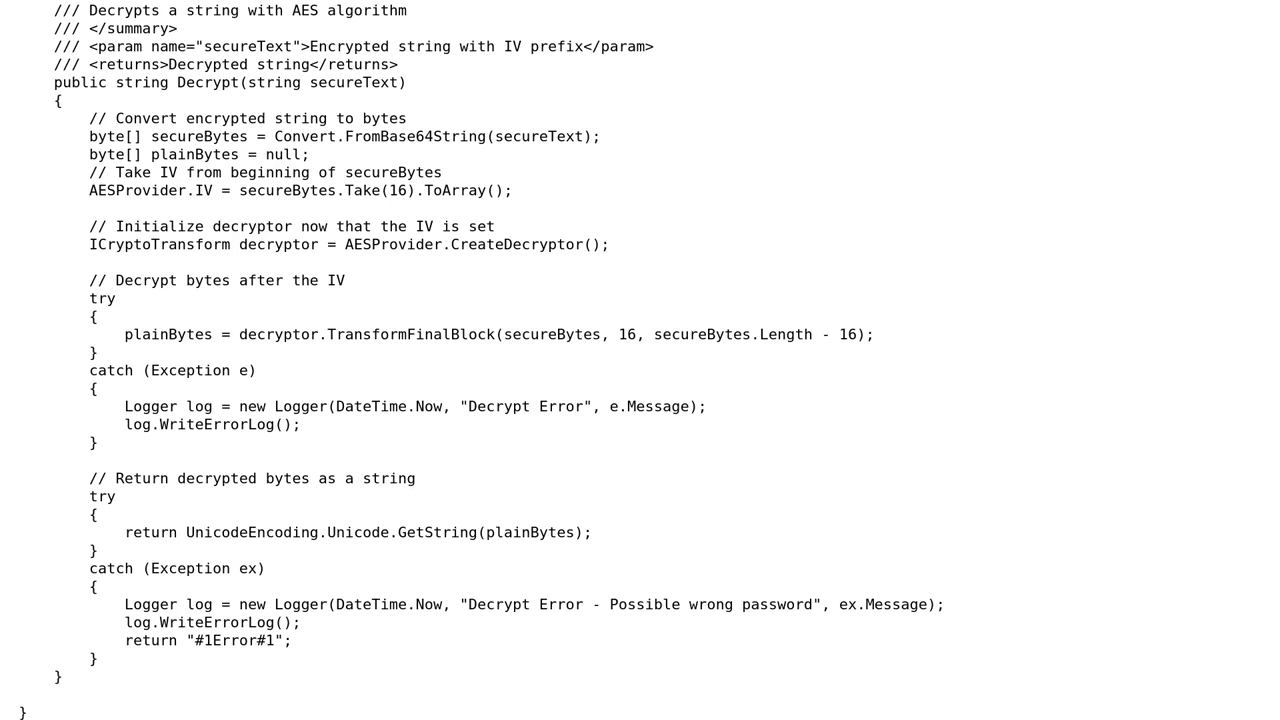 /// Decrypts a string with AES algorithm
/// </summary>
/// <param name="secureText">Encrypted string with IV prefix</param>
/// <returns>Decrypted string</returns>
public string Decrypt(string secureText)
{
// Convert encrypted string to bytes
byte[] secureBytes = Convert.FromBase64String(secureText);
byte[] plainBytes = null;
// Take IV from beginning of secureBytes
AESProvider.IV = secureBytes.Take(16).ToArray();
// Initialize decryptor now that the IV is set
ICryptoTransform decryptor = AESProvider.CreateDecryptor();
// Decrypt bytes after the IV
try
{
plainBytes = decryptor.TransformFinalBlock(secureBytes, 16, secureBytes.Length - 16);
}
catch (Exception e)
{
Logger log = new Logger(DateTime.Now, "Decrypt Error", e.Message);
log.WriteErrorLog();
}
// Return decrypted bytes as a string
try
{
return UnicodeEncoding.Unicode.GetString(plainBytes);
}
catch (Exception ex)
{
Logger log = new Logger(DateTime.Now, "Decrypt Error - Possible wrong password", ex.Message);
log.WriteErrorLog();
return "#1Error#1";
}
}
}